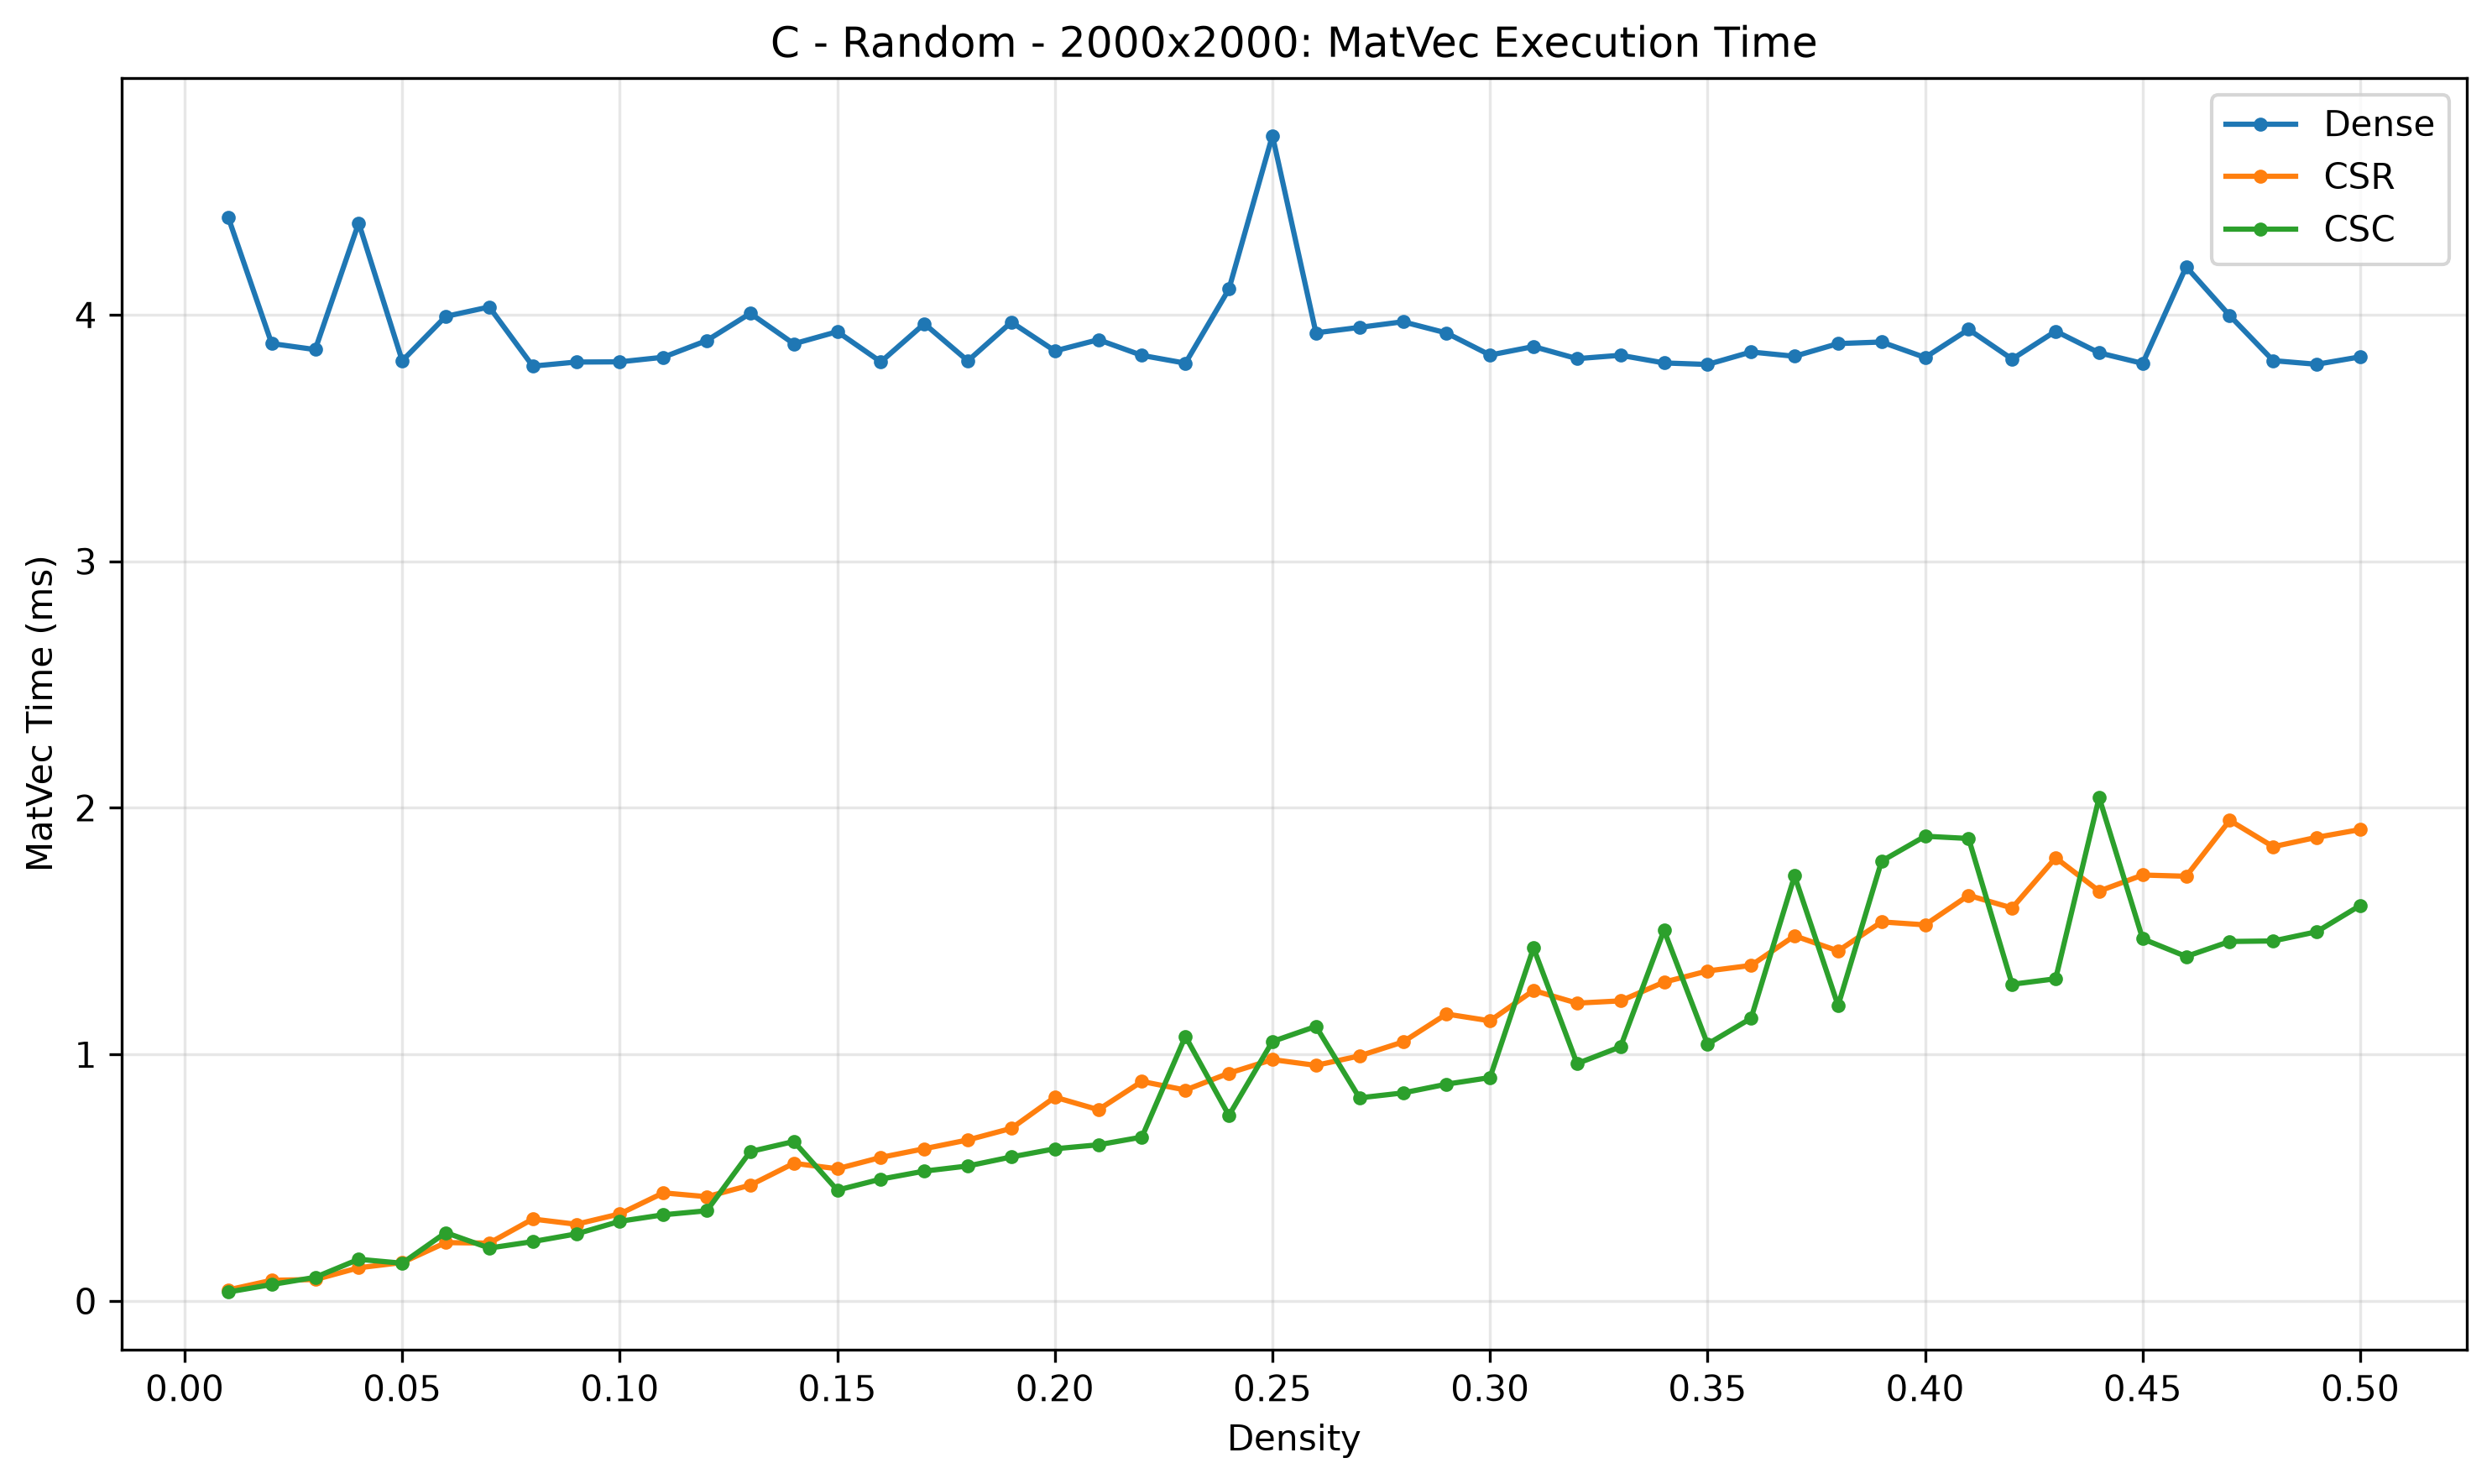 C - Random - 2000x2000: MatVec Execution Time
Dense
CSR
CSC
MatVec Time (ms)
4
3
2
1
0
0.00 0.05 0.10 0.15 0.20 0.25 0.30 0.35 0.40 0.45 0.50
Density